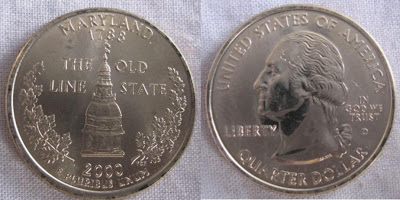 MARYLAND
1788
THE OLD
LINE STATE
2000
E PLURIBUS UNUM
UNITED STATES OF AMERICA
LIBERTY
IN
GOD WE
TRUST
D
QUARTER DOLLAR